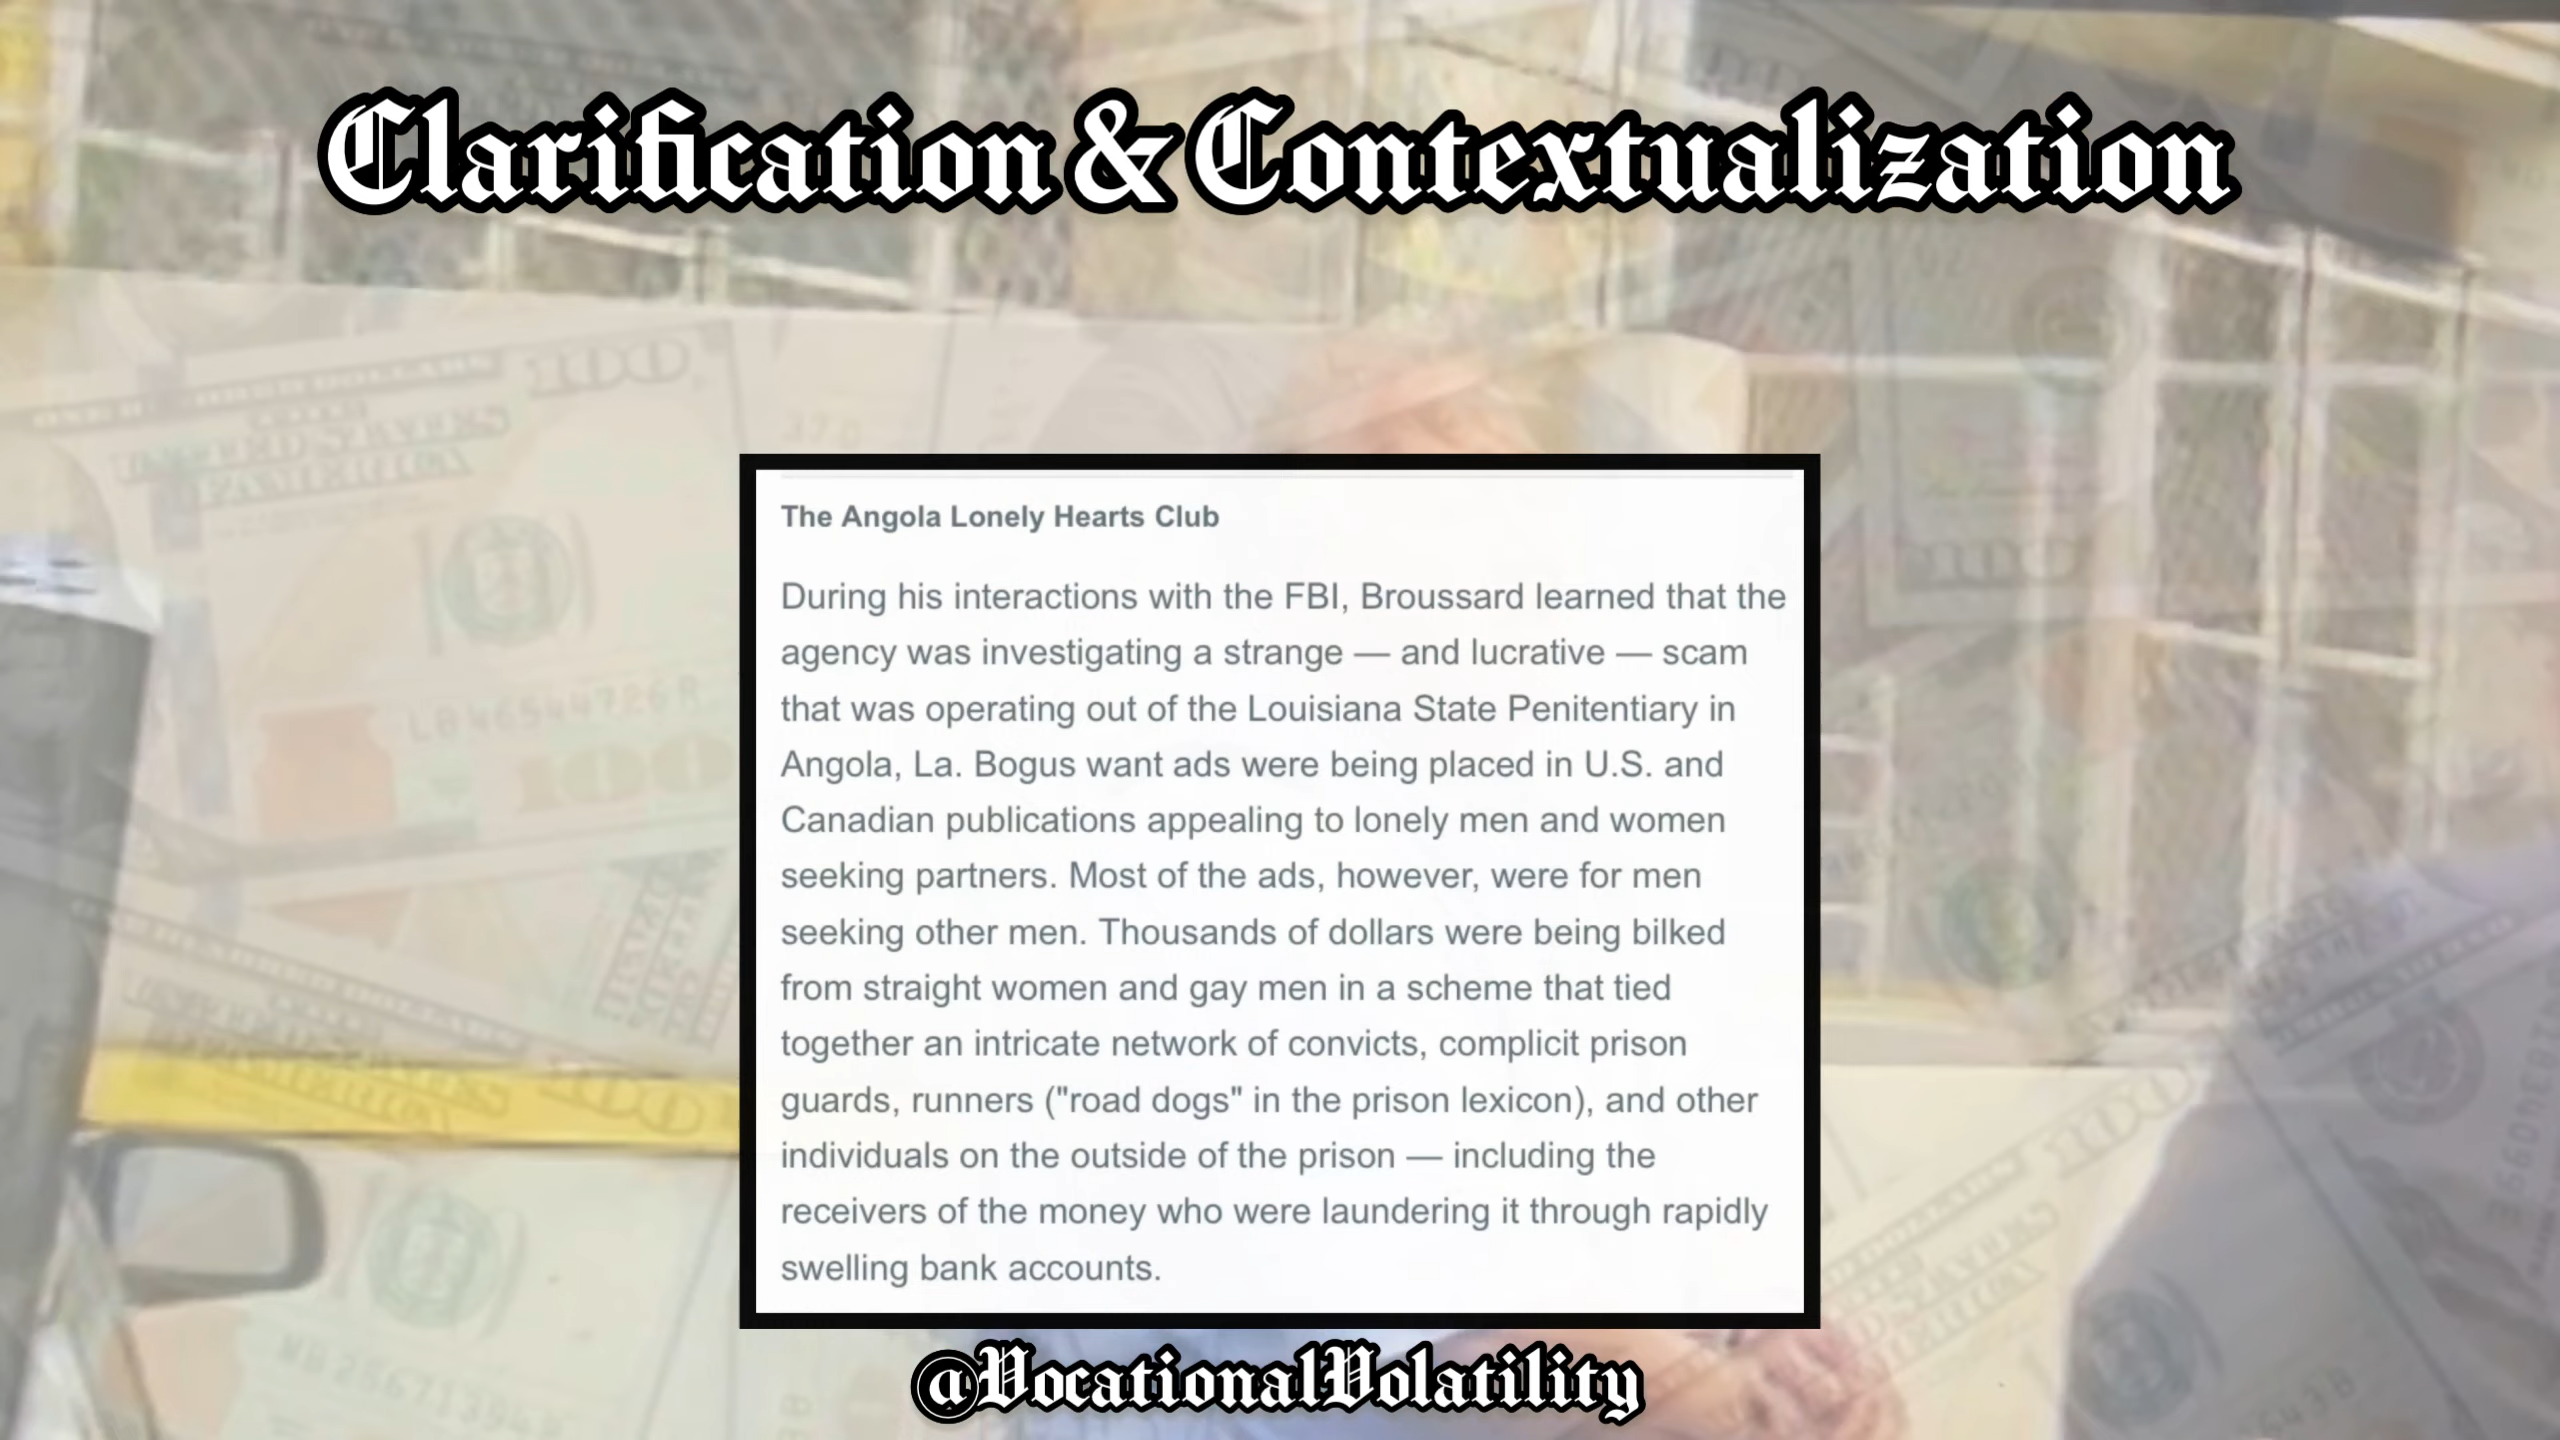 Clarification & Contextualization
The Angola Lonely Hearts Club
During his interactions with the FBI, Broussard learned that the
agency was investigating a strange — and lucrative — scam
that was operating out of the Louisiana State Penitentiary in
Angola, La. Bogus want ads were being placed in U.S. and
Canadian publications appealing to lonely men and women
seeking partners. Most of the ads, however, were for men
seeking other men. Thousands of dollars were being bilked
from straight women and gay men in a scheme that tied
together an intricate network of convicts, complicit prison
guards, runners ("road dogs" in the prison lexicon), and other
individuals on the outside of the prison — including the
receivers of the money who were laundering it through rapidly
swelling bank accounts.
@VocationalVolatility